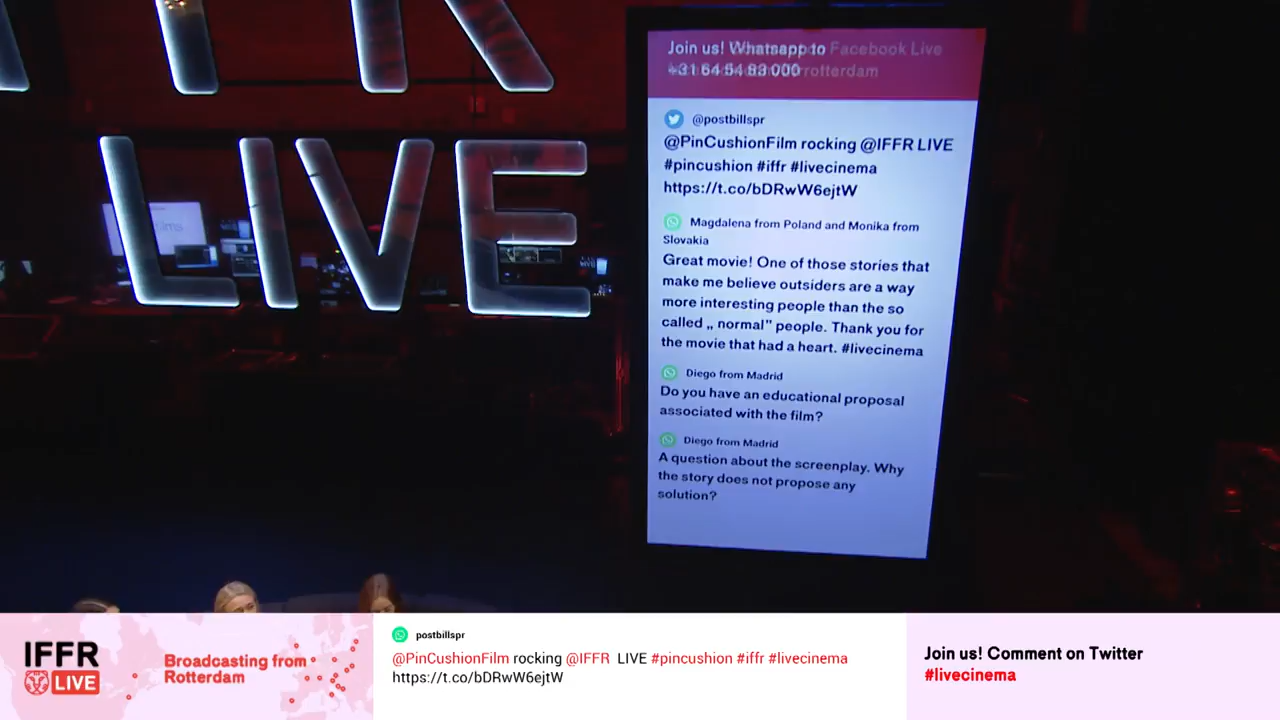 LIVE
Join us! Whatsapp to Facebook Live
+31 64 54 83 000 rotterdam
@postbillspr
@PinCushionFilm rocking @IFFR LIVE
#pincushion #iffr #livecinema
https://t.co/bDRwW6ejtW
Magdalena from Poland and Monika from
Slovakia
Great movie! One of those stories that
make me believe outsiders are a way
more interesting people than the so
called „ normal" people. Thank you for
the movie that had a heart. #livecinema
Diego from Madrid
Do you have an educational proposal
associated with the film?
Diego from Madrid
A question about the screenplay. Why
the story does not propose any
solution?
IFFR
LIVE
Broadcasting from
Rotterdam
postbillspr
@PinCushionFilm rocking @IFFR LIVE #pincushion #iffr #livecinema
https://t.co/bDRwW6ejtW
Join us! Comment on Twitter
#livecinema